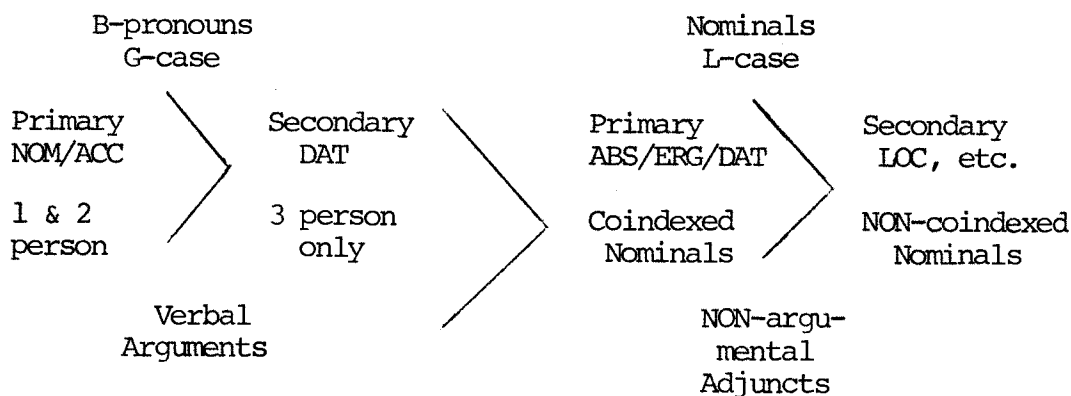 B-pronouns
G-case
Nominals
L-case
Primary
NOM/ACC
Secondary
DAT
Primary
ABS/ERG/DAT
Secondary
LOC, etc.
1 & 2
person
3 person
only
Coindexed
Nominals
NON-coindexed
Nominals
Verbal
Arguments
NON-argu-
mental
Adjuncts